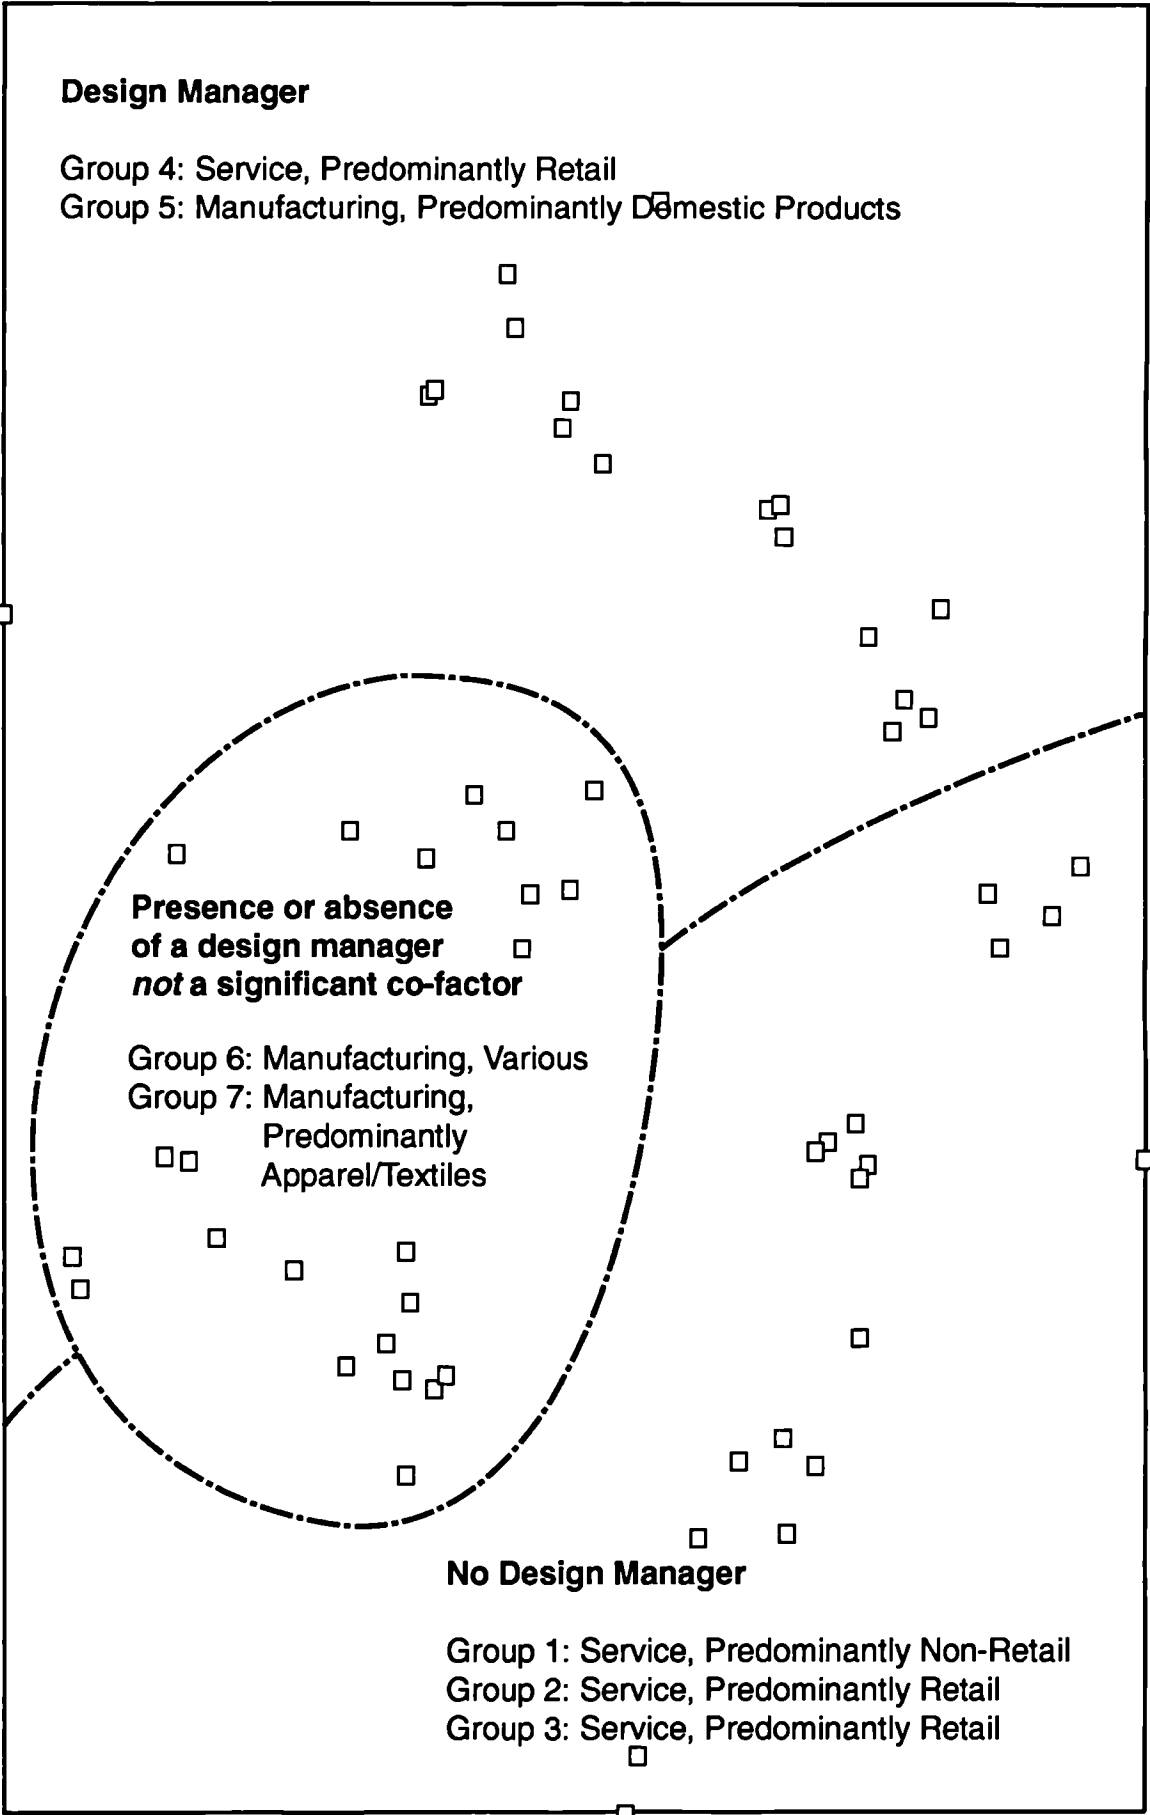 Design Manager
Group 4: Service, Predominantly Retail
Group 5: Manufacturing, Predominantly Domestic Products
Presence or absence
of a design manager
not a significant co-factor
Group 6: Manufacturing, Various
Group 7: Manufacturing,
Predominantly
Apparel/Textiles
No Design Manager
Group 1: Service, Predominantly Non-Retail
Group 2: Service, Predominantly Retail
Group 3: Service, Predominantly Retail